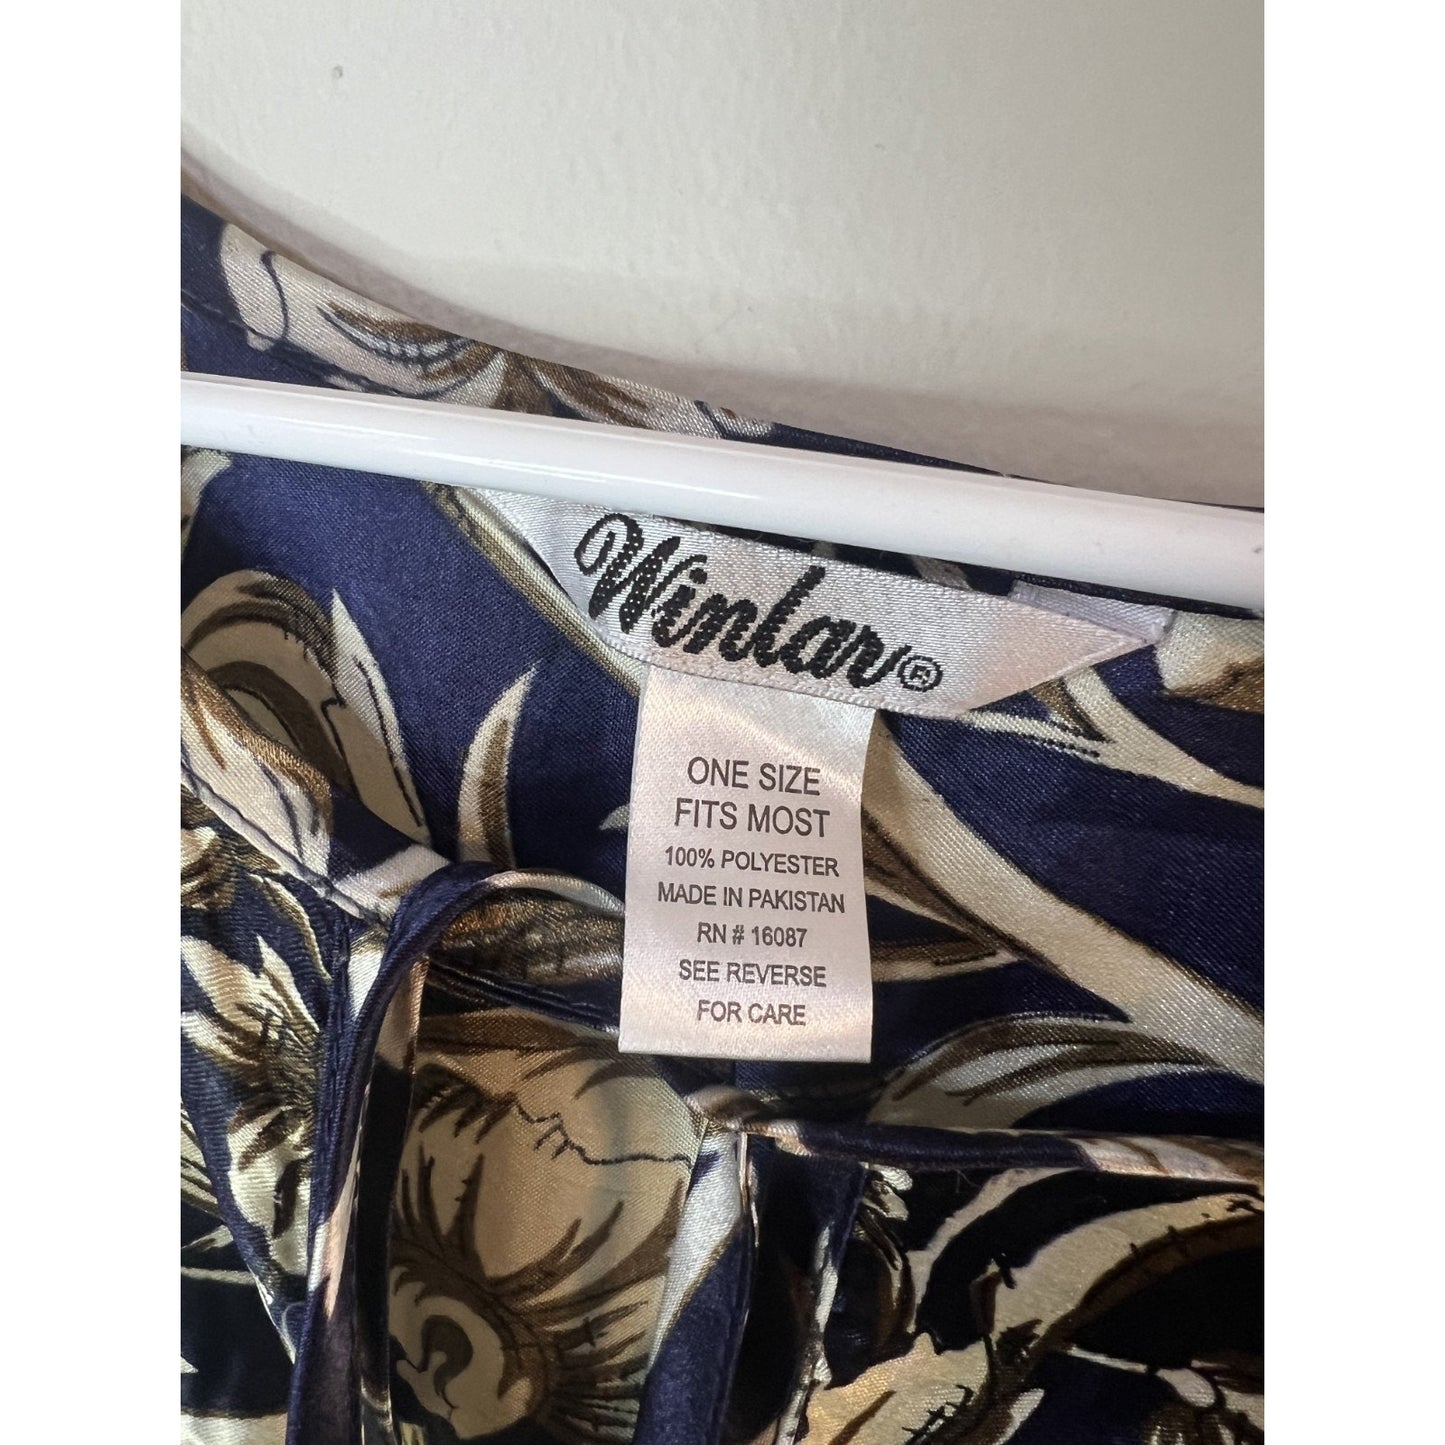 Winlar®
ONE SIZE
FITS MOST
100% POLYESTER
MADE IN PAKISTAN
RN # 16087
SEE REVERSE
FOR CARE